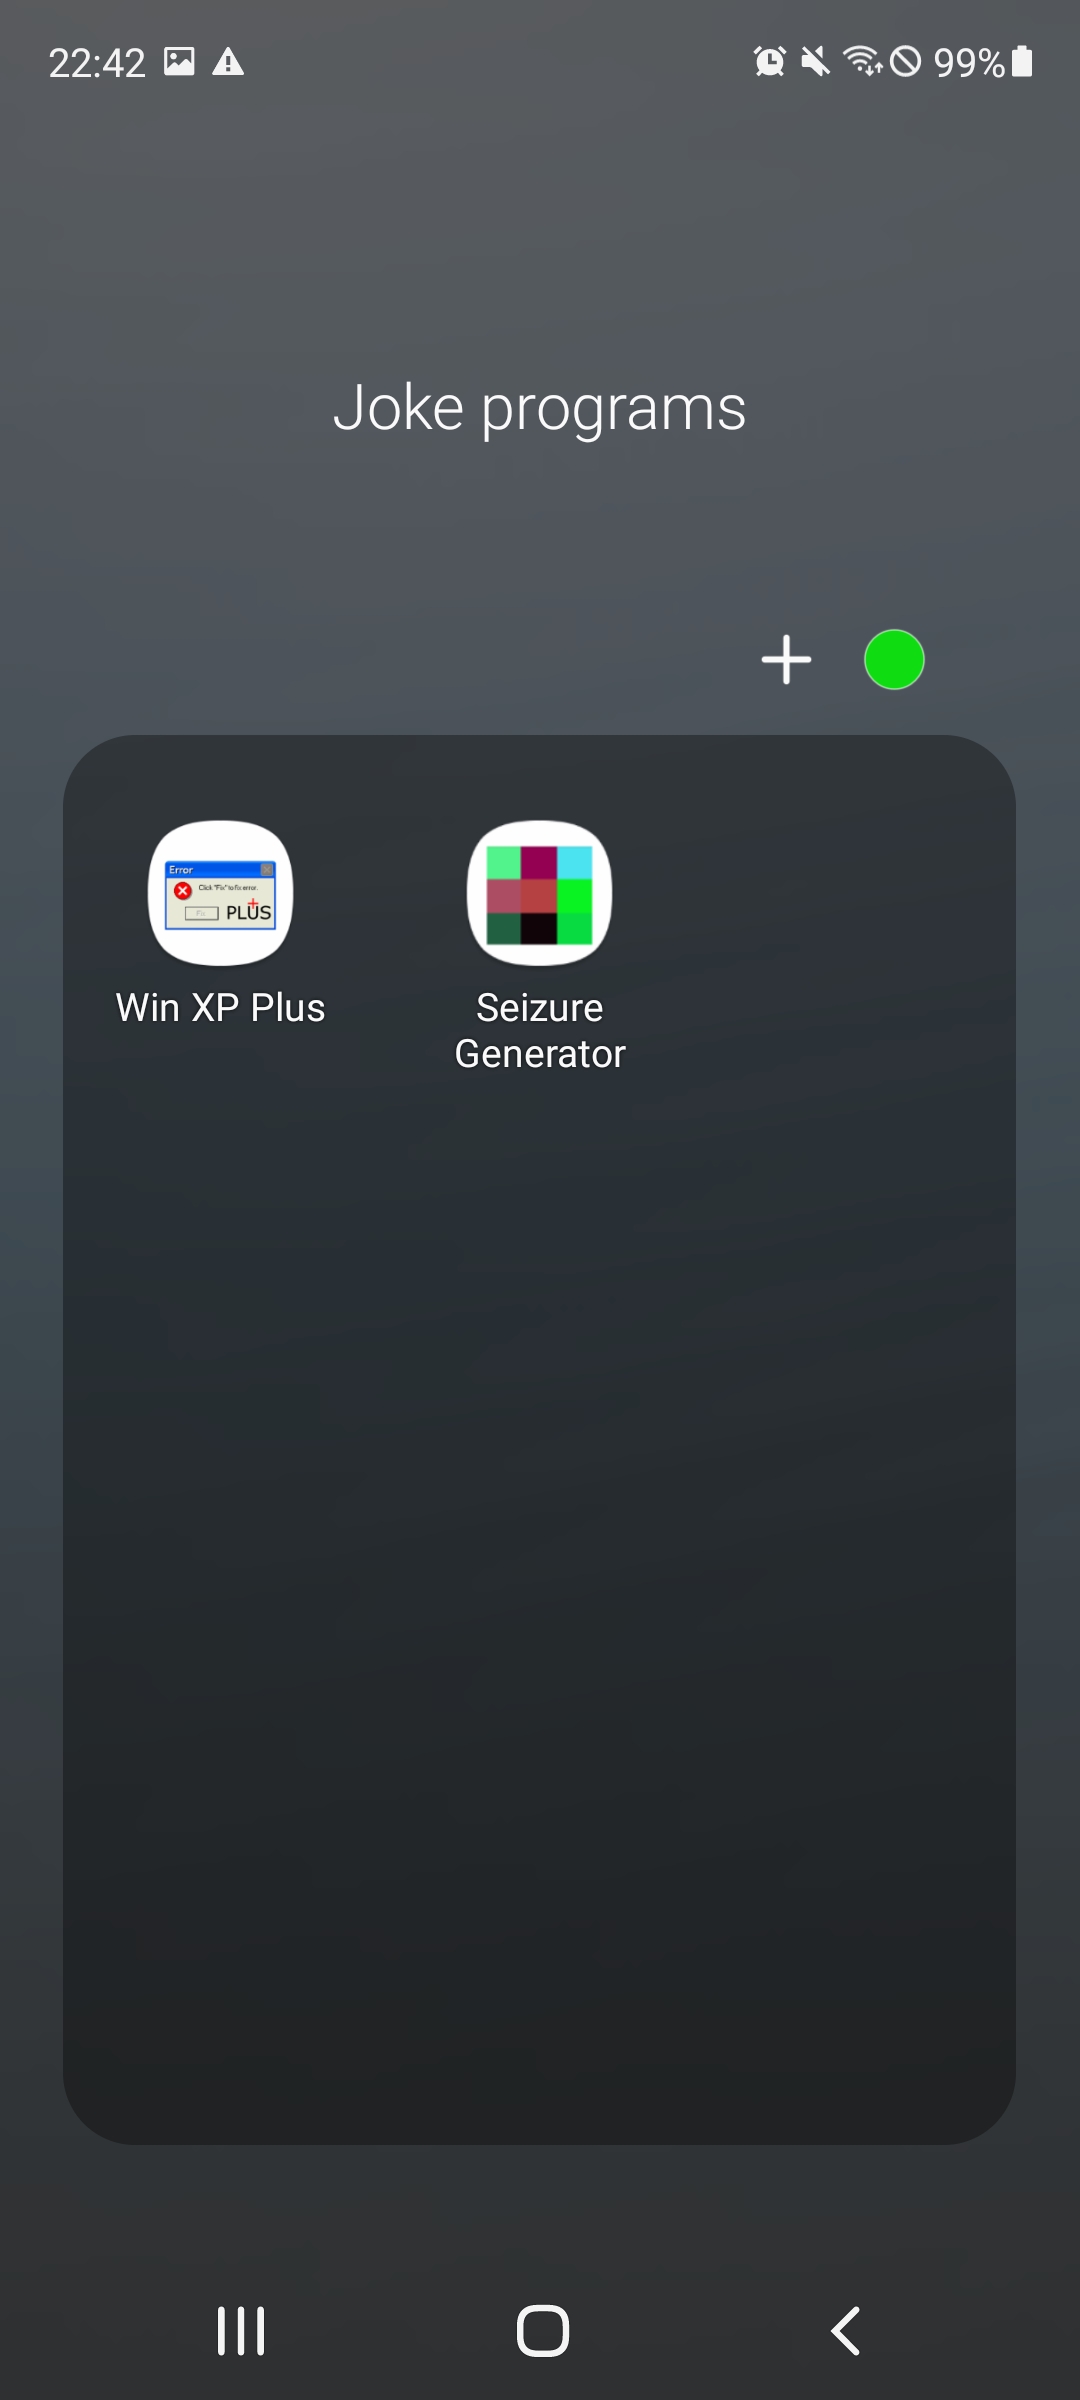 22:42
99%
Joke programs
Error
Click "Fix" to fix error.
Fix
PLUS
Win XP Plus
Seizure
Generator